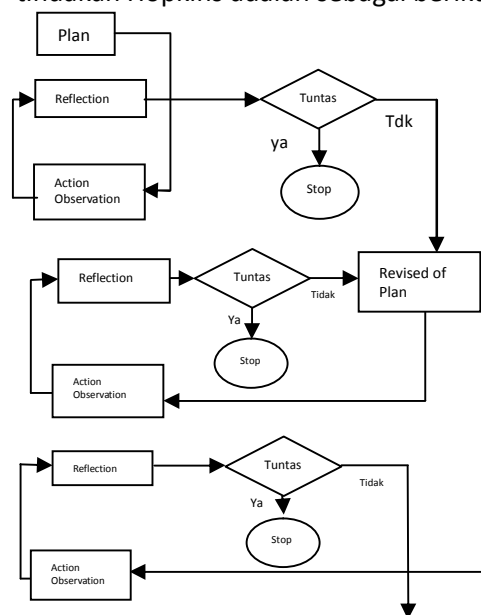 tindakan Hopkins adalah sebagai berikut
Plan
Reflection
Tuntas
Tdk
ya
Stop
Action
Observation
Reflection
Tuntas
Tidak
Revised of
Plan
Ya
Stop
Action
Observation
Reflection
Tuntas
Tidak
Ya
Stop
Action
Observation